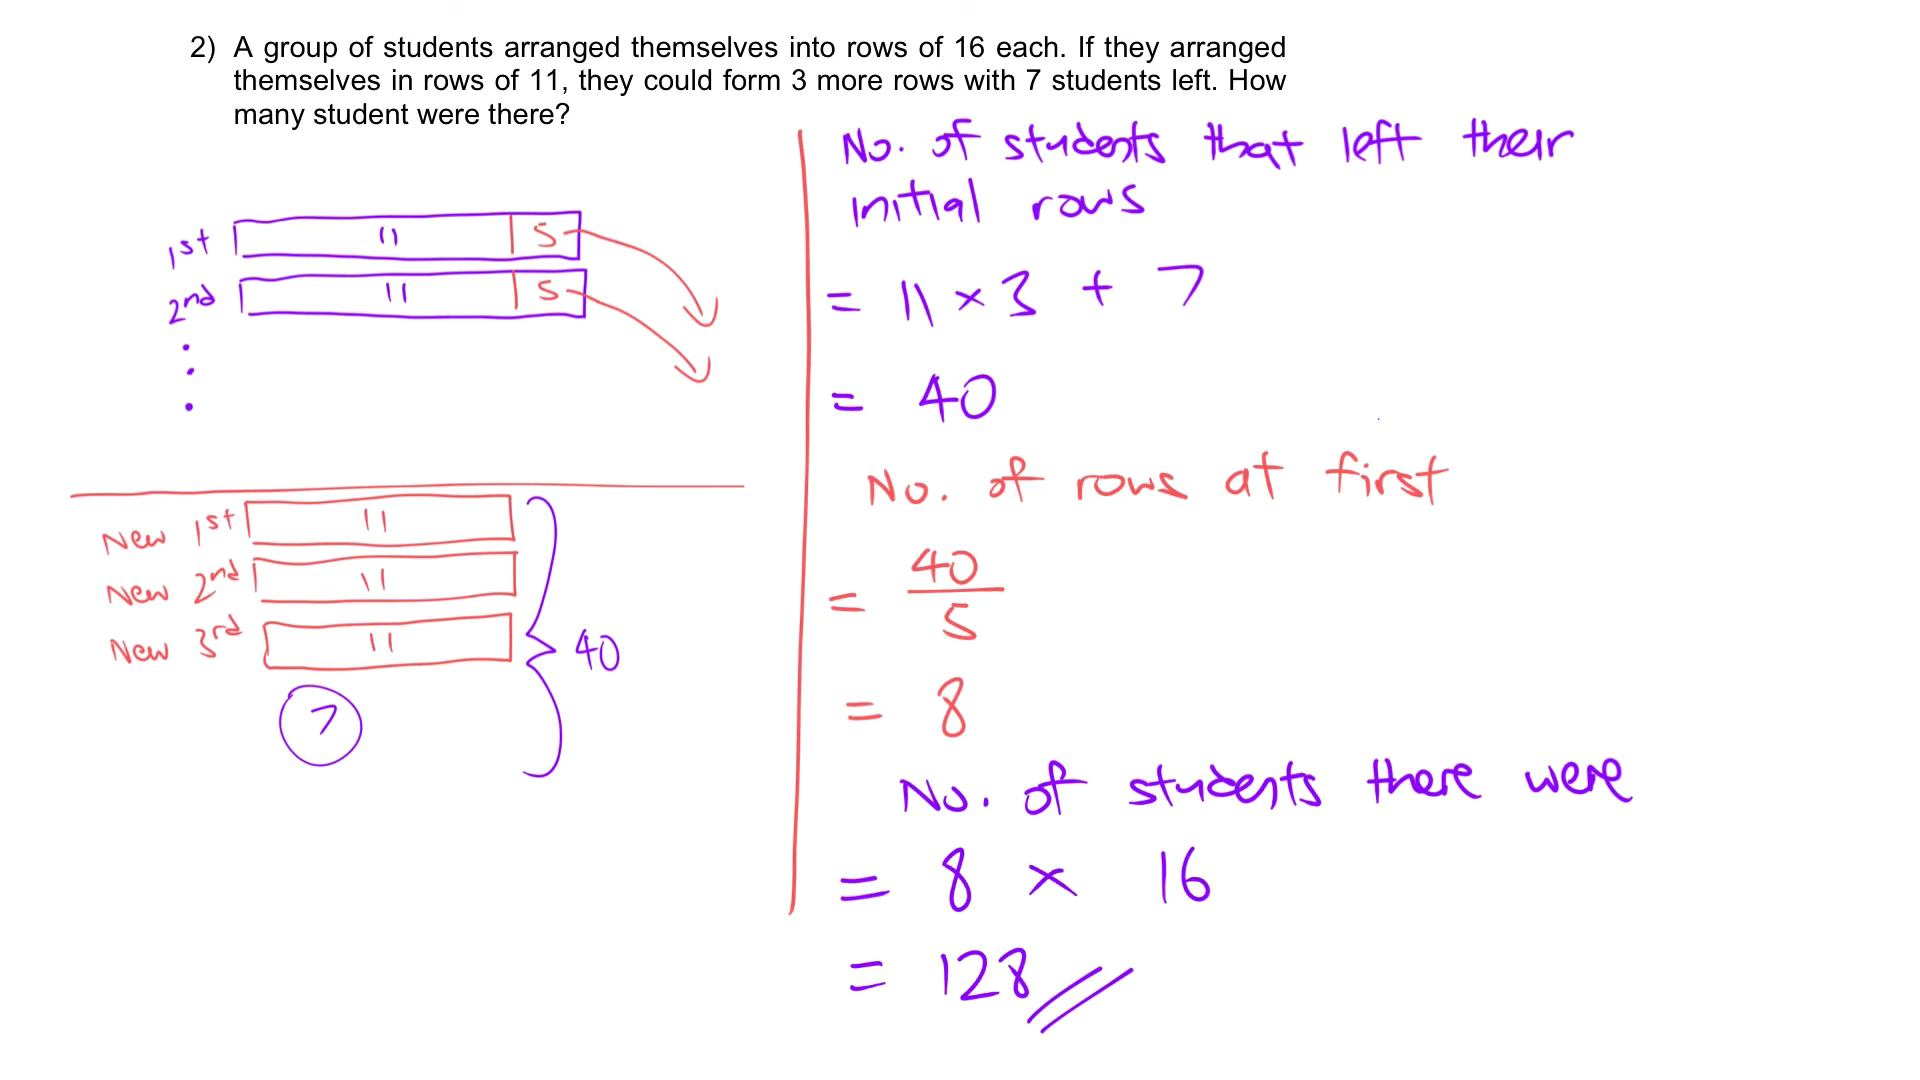 2) A group of students arranged themselves into rows of 16 each. If they arranged
themselves in rows of 11, they could form 3 more rows with 7 students left. How
many student were there?
1st 11 5
2nd 11 5
New 1st 11
New 2nd 11
New 3rd 11
7
40
No. of students that left their
initial rows
= 11 × 3 + 7
= 40
No. of rows at first
= 40
5
= 8
No. of students there were
= 8 × 16
= 128